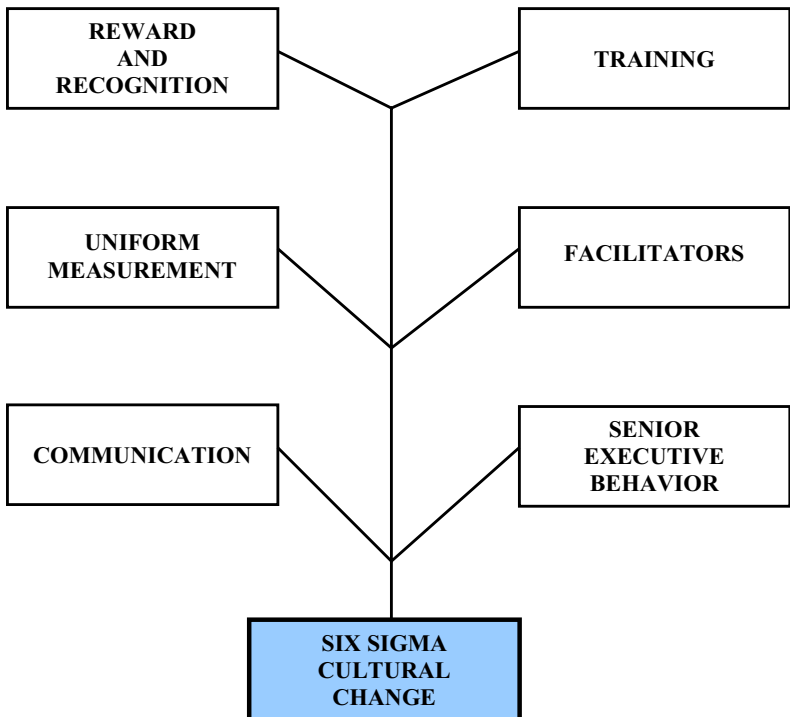 REWARD
AND
RECOGNITION
TRAINING
UNIFORM
MEASUREMENT
FACILITATORS
COMMUNICATION
SENIOR
EXECUTIVE
BEHAVIOR
SIX SIGMA
CULTURAL
CHANGE